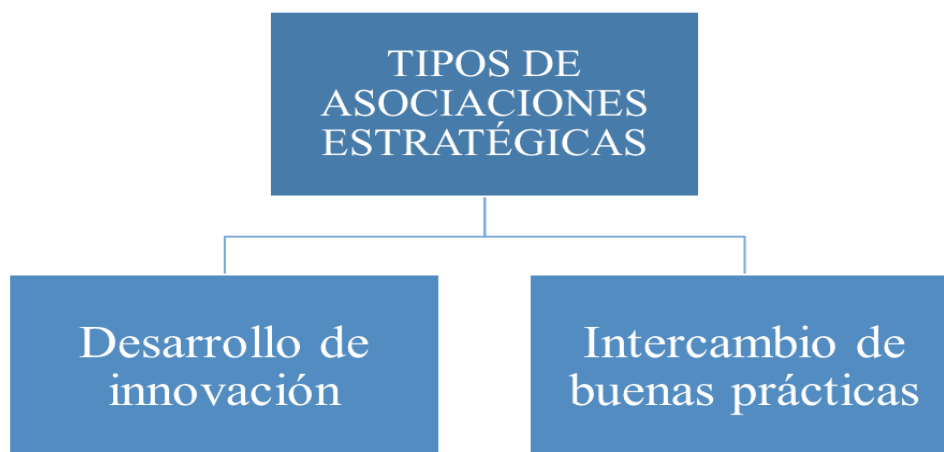 TIPOS DE
ASOCIACIONES
ESTRATÉGICAS
Desarrollo de
innovación
Intercambio de
buenas prácticas